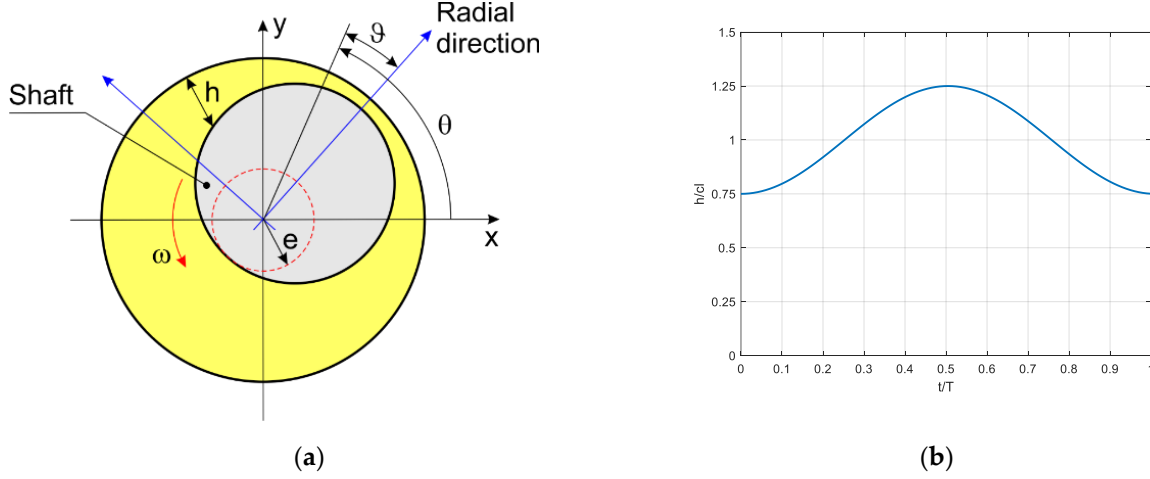 y
ϑ
Radial
direction
Shaft
h
θ
e
x
ω
(a)
1.5
1.25
1
0.75
0.5
0.25
0
0 0.1 0.2 0.3 0.4 0.5 0.6 0.7 0.8 0.9 1
h/cl
t/T
(b)